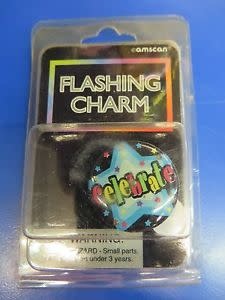 amscan
FLASHING
CHARM
Celebrate
WARNING:
ZARD - Small parts.
under 3 years.